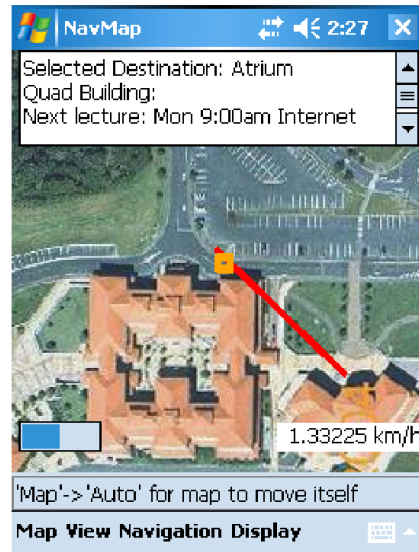 NavMap 2:27
Selected Destination: Atrium
Quad Building:
Next lecture: Mon 9:00am Internet
1.33225 km/h
'Map'->'Auto' for map to move itself
Map View Navigation Display